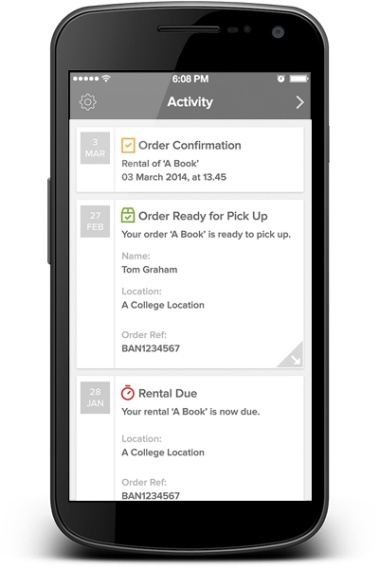 6:08 PM
Activity
3
MAR
Order Confirmation
Rental of 'A Book'
03 March 2014, at 13.45
27
FEB
Order Ready for Pick Up
Your order 'A Book' is ready to pick up.
Name:
Tom Graham
Location:
A College Location
Order Ref:
BAN1234567
28
JAN
Rental Due
Your rental 'A Book' is now due.
Location:
A College Location
Order Ref:
BAN1234567